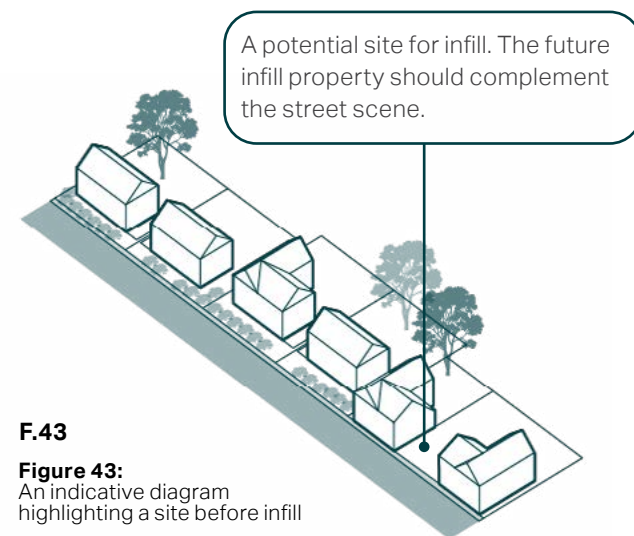 A potential site for infill. The future
infill property should complement
the street scene.
F.43
Figure 43:
An indicative diagram
highlighting a site before infill